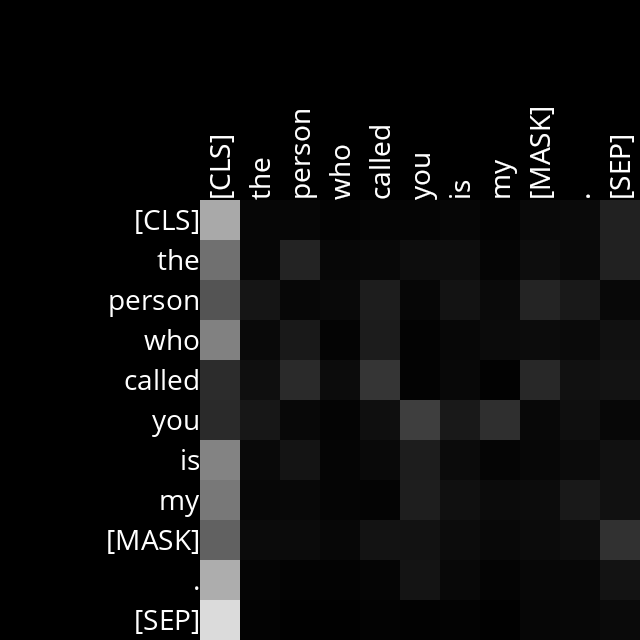 [CLS] the person who called you is my [MASK] . [SEP]
[CLS]
the
person
who
called
you
is
my
[MASK]
.
[SEP]